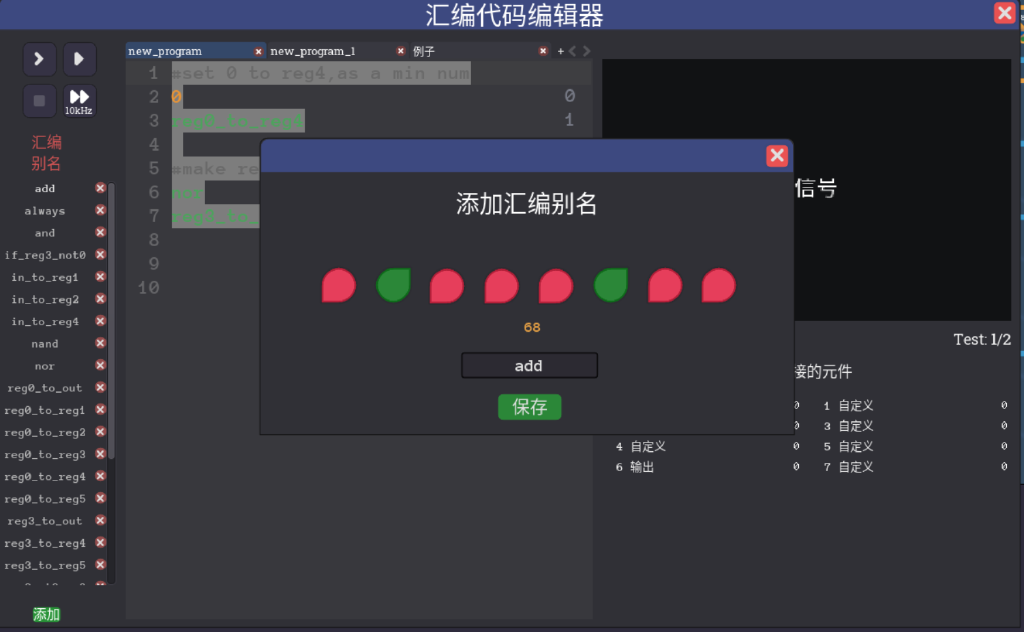 汇编代码编辑器
new_program
new_program_1
例子
+
10kHz
汇编
别名
add
always
and
if_reg3_not0
in_to_reg1
in_to_reg2
in_to_reg4
nand
nor
reg0_to_out
reg0_to_reg1
reg0_to_reg2
reg0_to_reg3
reg0_to_reg4
reg0_to_reg5
reg3_to_out
reg3_to_reg4
reg3_to_reg5
添加
1 #set 0 to reg4,as a min num
2 0
0
3 reg0_to_reg4
1
4
5 #make re
6 nor
7 reg3_to_
8
9
10
添加汇编别名
68
add
保存
信号
Test: 1/2
接的元件
0 1 自定义 0
0 3 自定义 0
4 自定义 0 5 自定义 0
6 输出 0 7 自定义 0